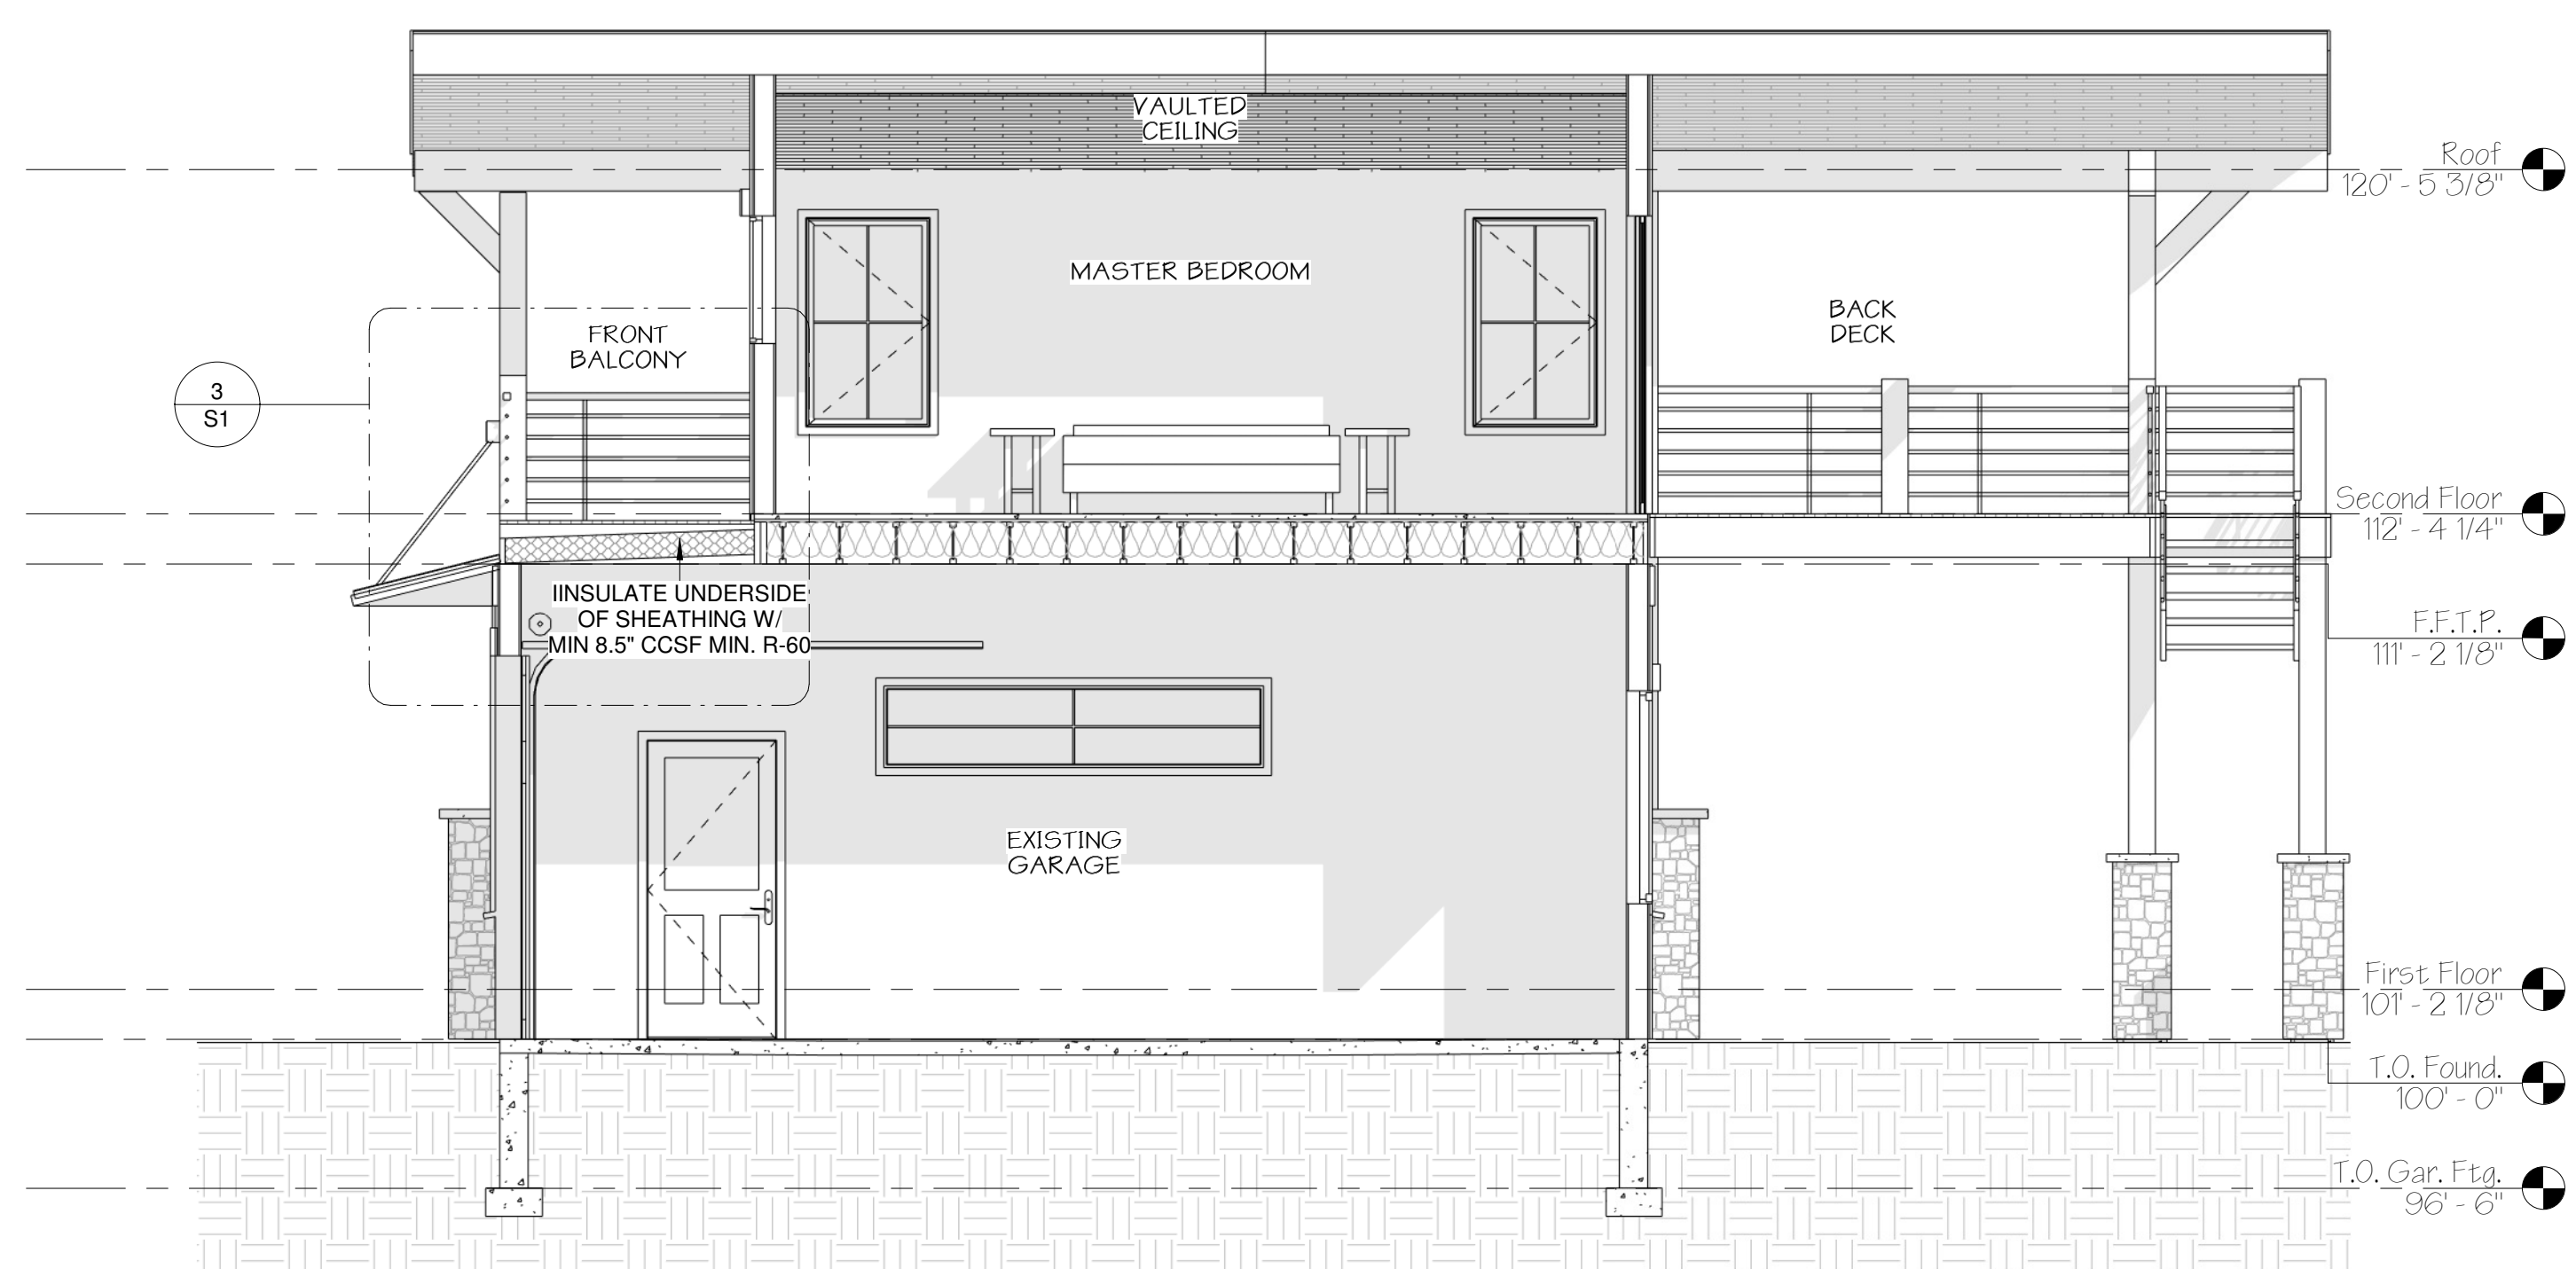 VAULTED
CEILING
Roof
120' - 5 3/8"
MASTER BEDROOM
FRONT
BALCONY
BACK
DECK
3
S1
Second Floor
112' - 4 1/4"
IINSULATE UNDERSIDE
OF SHEATHING W/
MIN 8.5" CCSF MIN. R-60
F.F.T.P.
111' - 2 1/8"
EXISTING
GARAGE
First Floor
101' - 2 1/8"
T.O. Found.
100' - 0"
T.O. Gar. Ftg.
96' - 6"